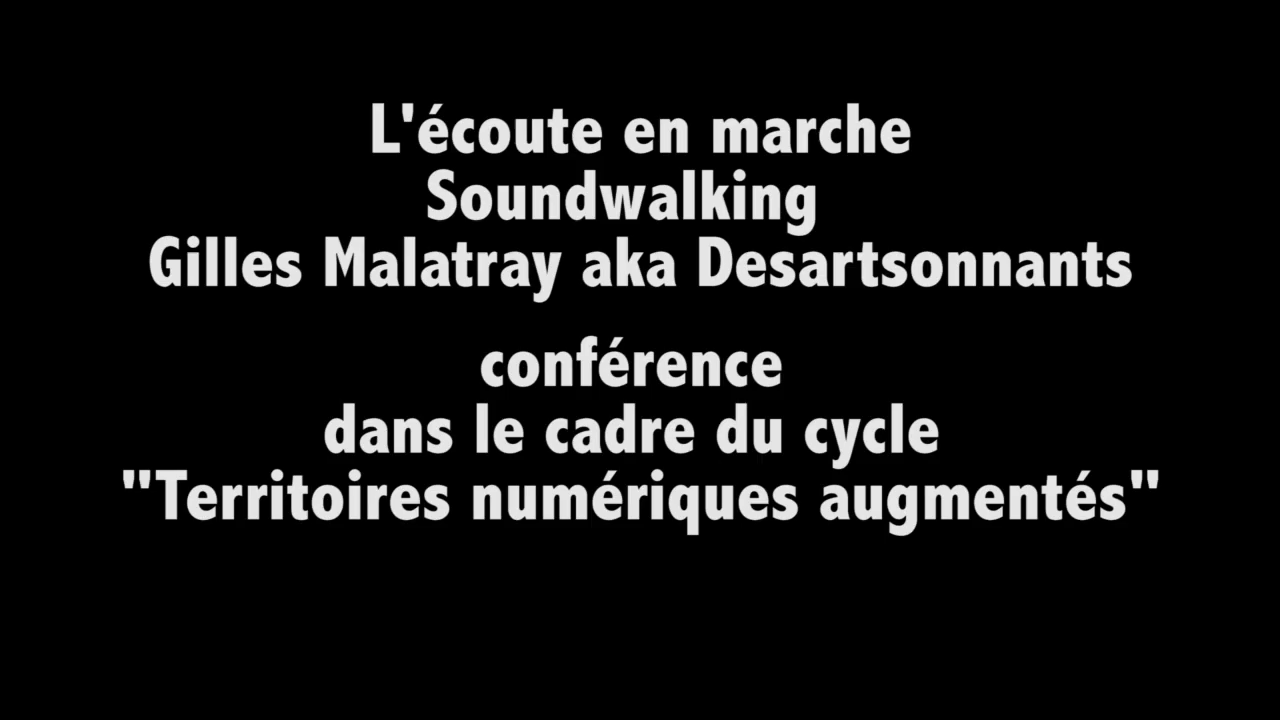 L'écoute en marche
Soundwalking
Gilles Malatray aka Desartsonnants
conférence
dans le cadre du cycle
"Territoires numériques augmentés"